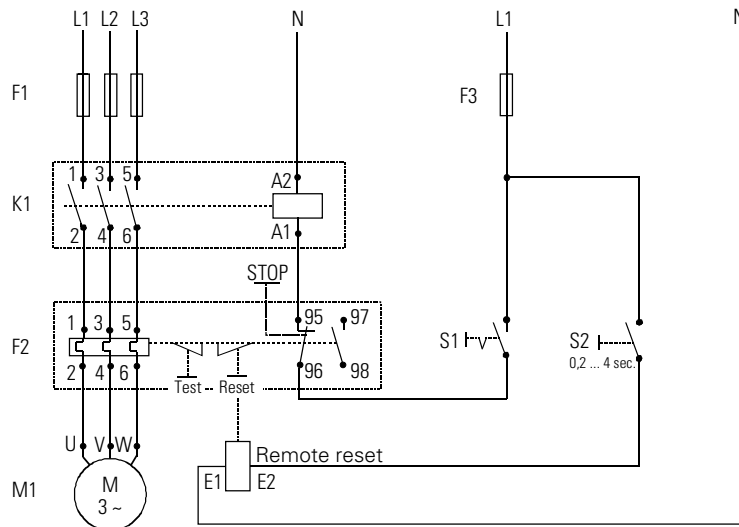 L1 L2 L3 N L1 N
F1 F3
1 3 5 A2
K1
2 4 6 A1
STOP
1 3 5 95 97
F2 S1 S2
0,2 ... 4 sec.
2 4 6 96 98
Test Reset
U V W
Remote reset
E1 E2
M1 M
3 ~